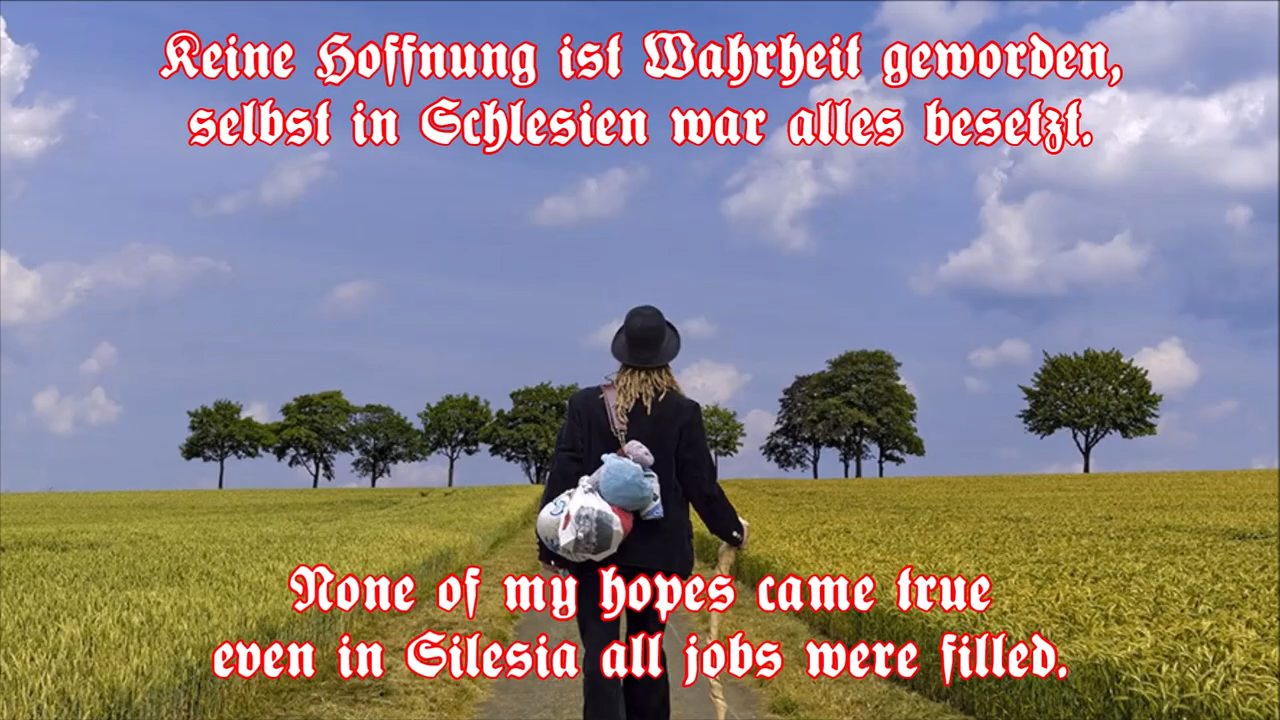 Keine Hoffnung ist Wahrheit geworden,
selbst in Schlesien war alles besetzt.
None of my hopes came true
even in Silesia all jobs were filled.